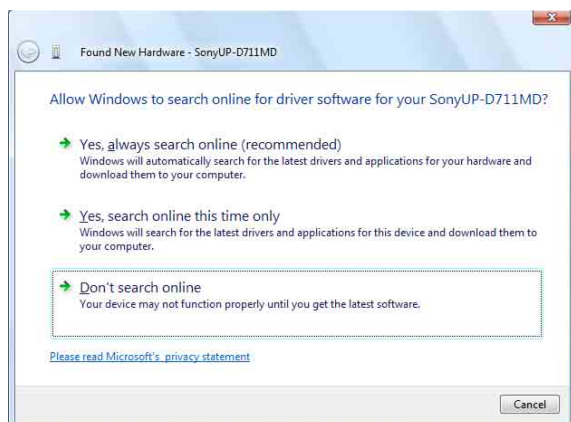 Found New Hardware - SonyUP-D711MD
Allow Windows to search online for driver software for your SonyUP-D711MD?
Yes, always search online (recommended)
Windows will automatically search for the latest drivers and applications for your hardware and
download them to your computer.
Yes, search online this time only
Windows will search for the latest drivers and applications for this device and download them to
your computer.
Don't search online
Your device may not function properly until you get the latest software.
Please read Microsoft's privacy statement
Cancel